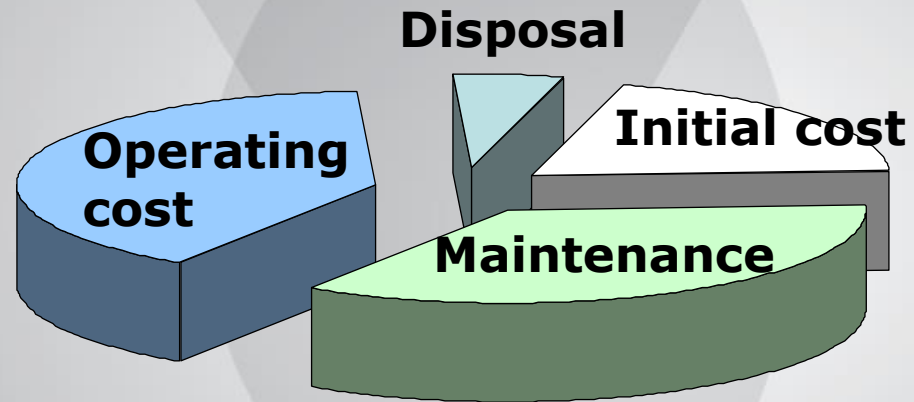 Disposal
Operating
cost
Initial cost
Maintenance